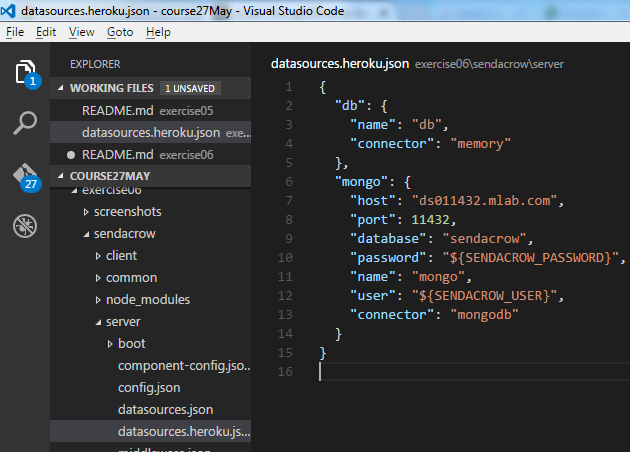 datasources.heroku.json - course27May - Visual Studio Code
File Edit View Goto Help
EXPLORER
WORKING FILES 1 UNSAVED
README.md exercise05
datasources.heroku.json exe...
README.md exercise06
COURSE27MAY
exercise06
screenshots
sendacrow
client
common
node_modules
server
boot
component-config.jso...
config.json
datasources.json
datasources.heroku.js...
middleware.json
1
27
datasources.heroku.json exercise06\sendacrow\server
1 {
2 "db": {
3 "name": "db",
4 "connector": "memory"
5 },
6 "mongo": {
7 "host": "ds011432.mlab.com",
8 "port": 11432,
9 "database": "sendacrow",
10 "password": "${SENDACROW_PASSWORD}",
11 "name": "mongo",
12 "user": "${SENDACROW_USER}",
13 "connector": "mongodb"
14 }
15 }
16